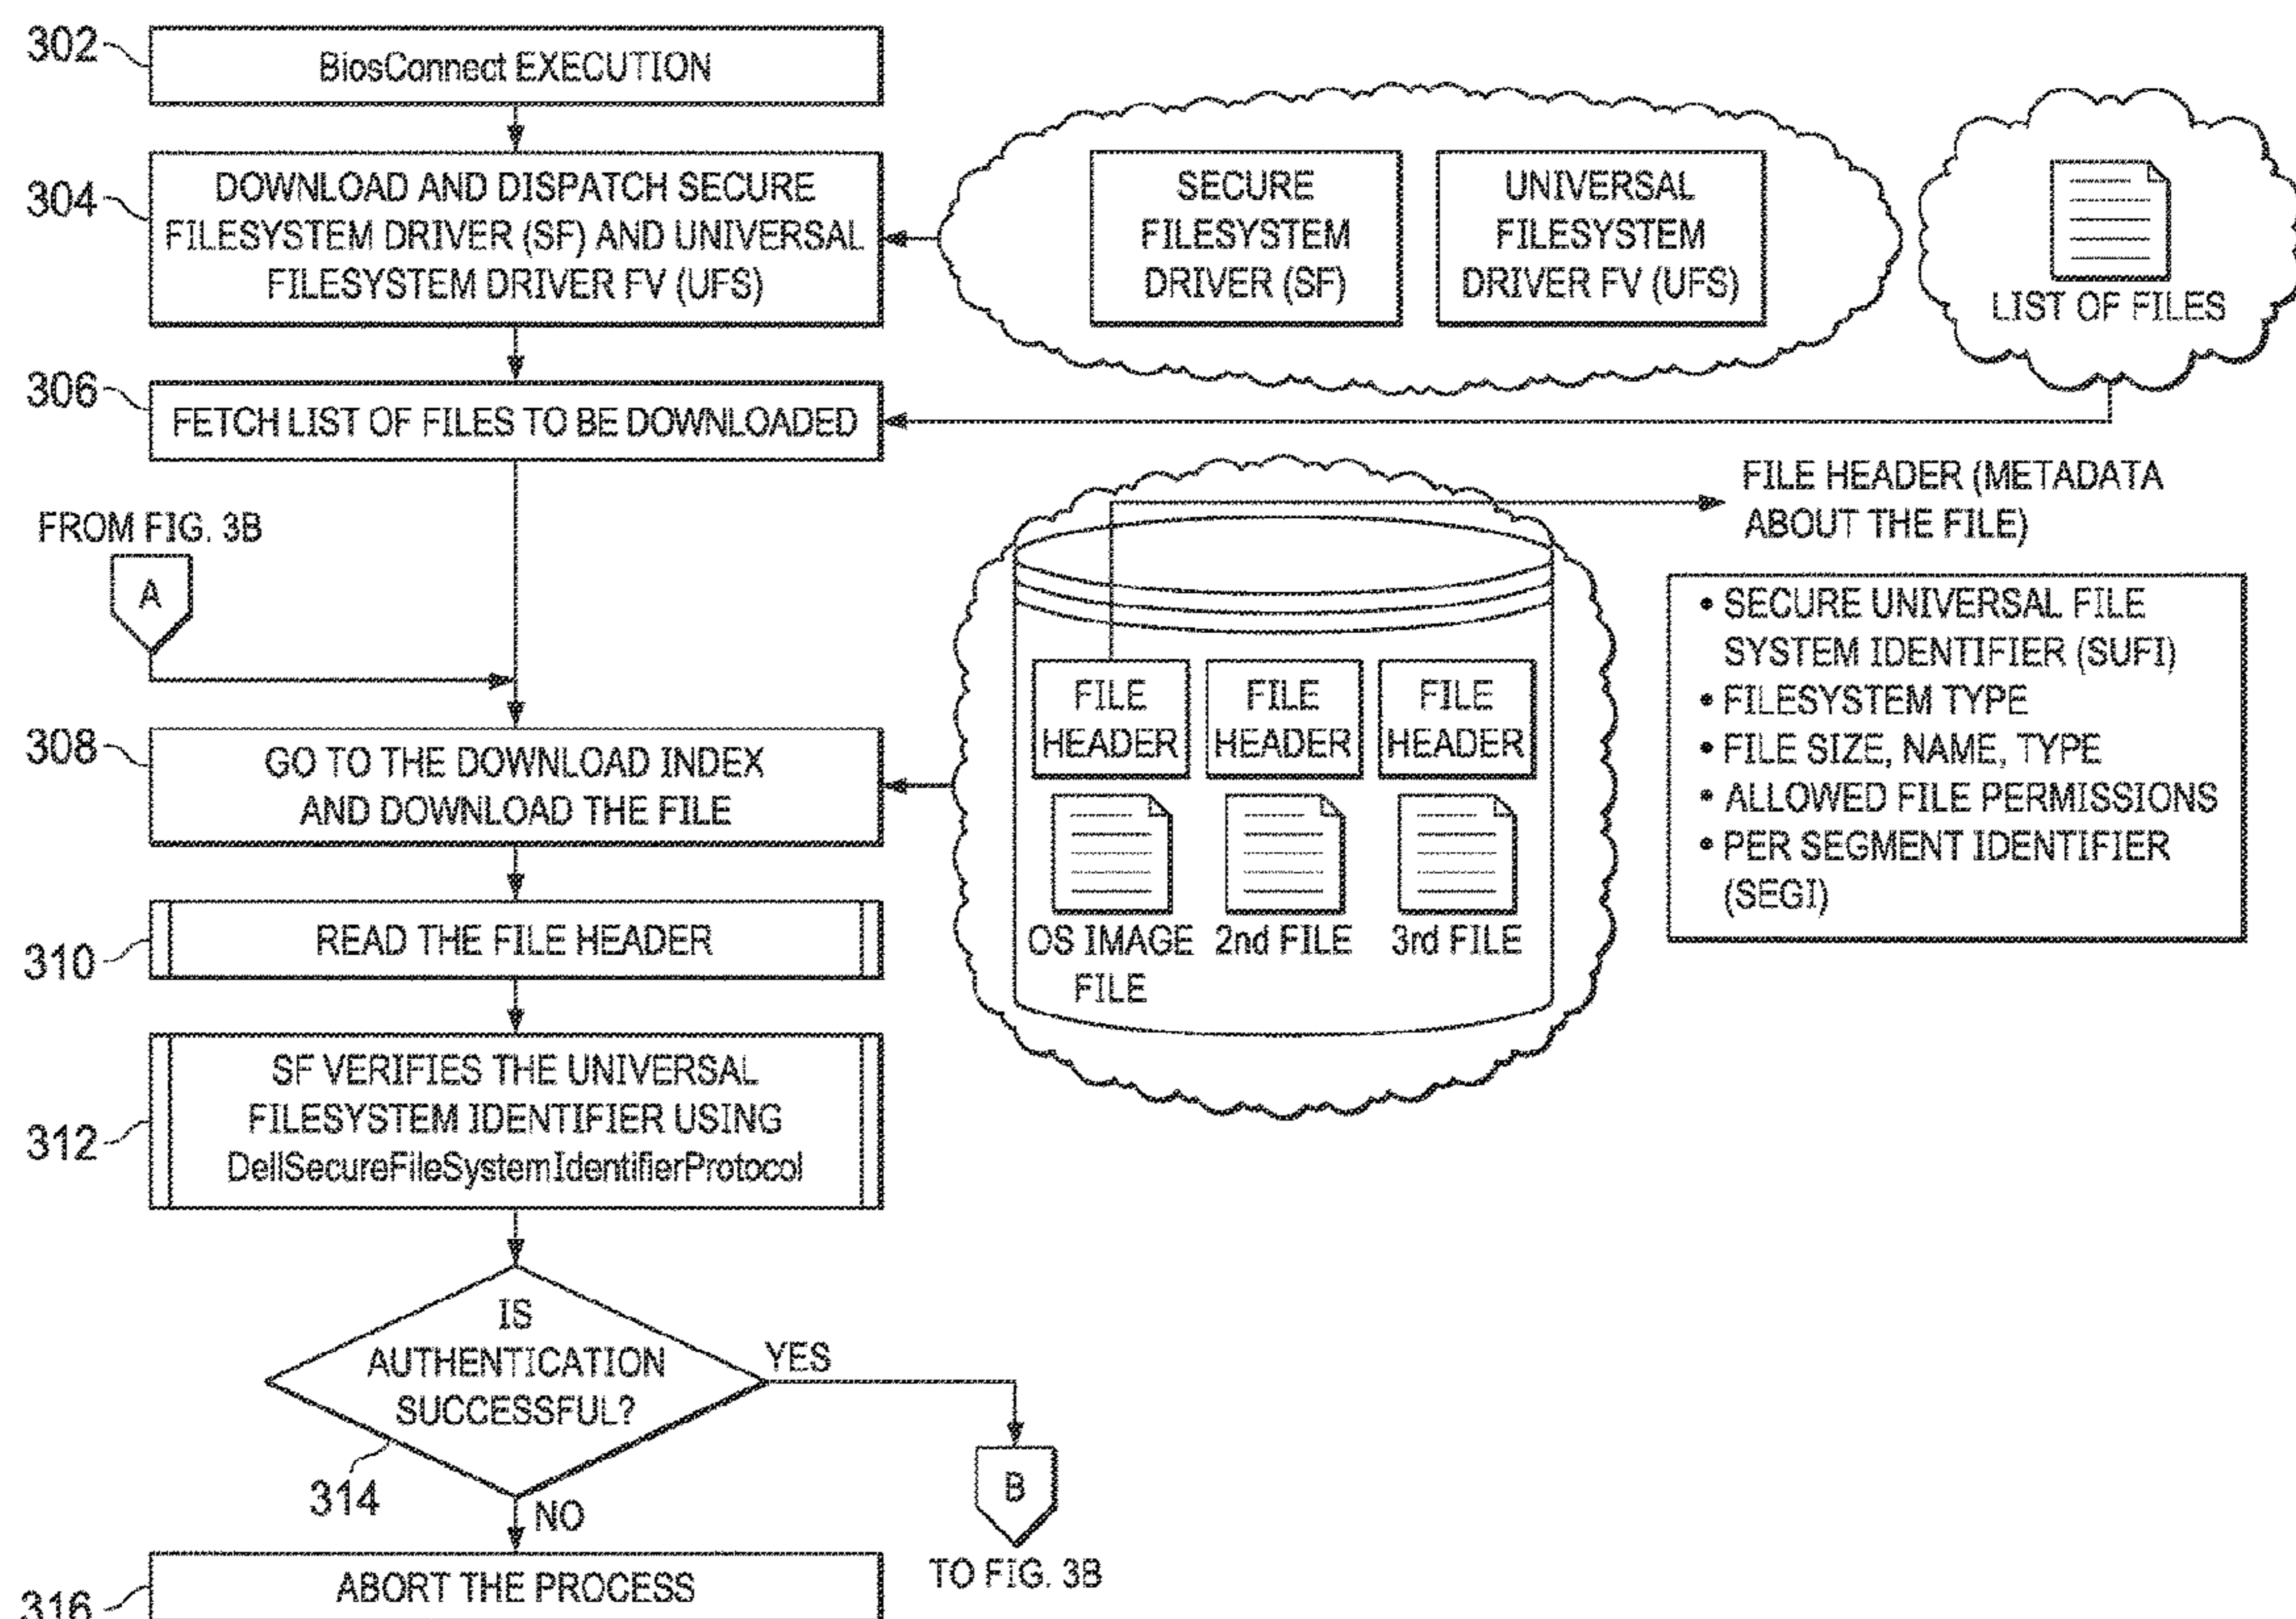 302
BiosConnect EXECUTION
304
DOWNLOAD AND DISPATCH SECURE
FILESYSTEM DRIVER (SF) AND UNIVERSAL
FILESYSTEM DRIVER FV (UFS)
SECURE
FILESYSTEM
DRIVER (SF)
UNIVERSAL
FILESYSTEM
DRIVER FV (UFS)
LIST OF FILES
306
FETCH LIST OF FILES TO BE DOWNLOADED
FROM FIG. 3B
A
FILE HEADER (METADATA
ABOUT THE FILE)
• SECURE UNIVERSAL FILE
SYSTEM IDENTIFIER (SUFI)
• FILESYSTEM TYPE
• FILE SIZE, NAME, TYPE
• ALLOWED FILE PERMISSIONS
• PER SEGMENT IDENTIFIER
(SEGI)
308
GO TO THE DOWNLOAD INDEX
AND DOWNLOAD THE FILE
FILE
HEADER
FILE
HEADER
FILE
HEADER
OS IMAGE
FILE
2nd FILE
3rd FILE
310
READ THE FILE HEADER
312
SF VERIFIES THE UNIVERSAL
FILESYSTEM IDENTIFIER USING
DellSecureFileSystemIdentifierProtocol
IS
AUTHENTICATION
SUCCESSFUL?
314
YES
B
TO FIG. 3B
NO
316
ABORT THE PROCESS